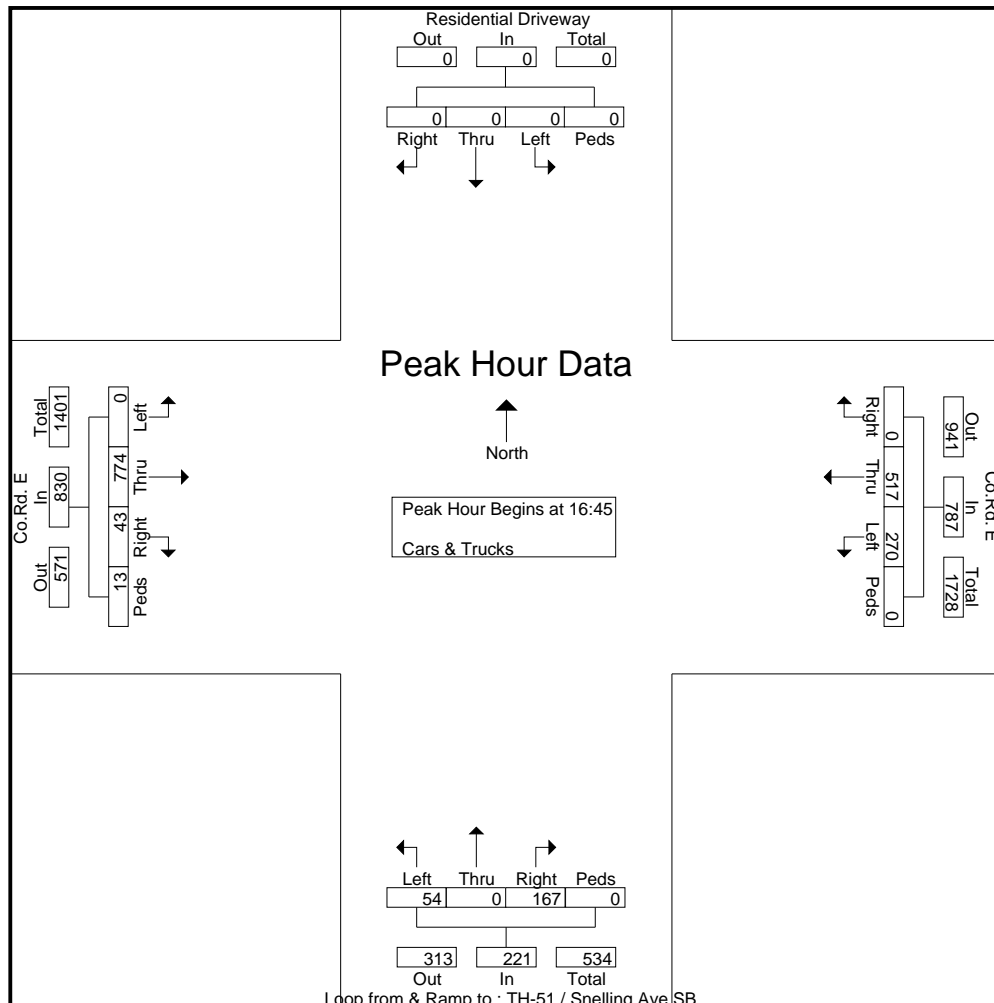 Residential Driveway
Out In Total
0 0 0
0 0 0 0
Right Thru Left Peds
Peak Hour Data
North
Peak Hour Begins at 16:45
Cars & Trucks
Co.Rd. E
Total In Out
1401 830 571
0 774 43 13
Left Thru Right Peds
Right Thru Left Peds
0 517 270 0
Out In Total
941 787 1728
Co.Rd. E
Left Thru Right Peds
54 0 167 0
313 221 534
Out In Total
Loop from & Ramp to : TH-51 / Snelling Ave SB